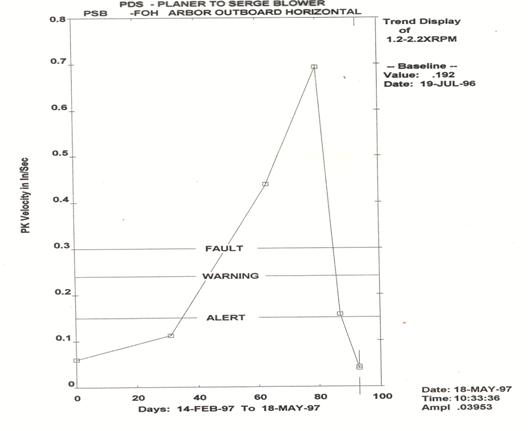 PDS - PLANER TO SERGE BLOWER
PSB -FOH ARBOR OUTBOARD HORIZONTAL
Trend Display
of
1.2-2.2XRPM
-- Baseline --
Value: .192
Date: 19-JUL-96
PK Velocity in In/Sec
0.8
0.7
0.6
0.5
0.4
0.3
0.2
0.1
0
FAULT
WARNING
ALERT
0 20 40 60 80 100
Days: 14-FEB-97 To 18-MAY-97
Date: 18-MAY-97
Time: 10:33:36
Ampl .03953